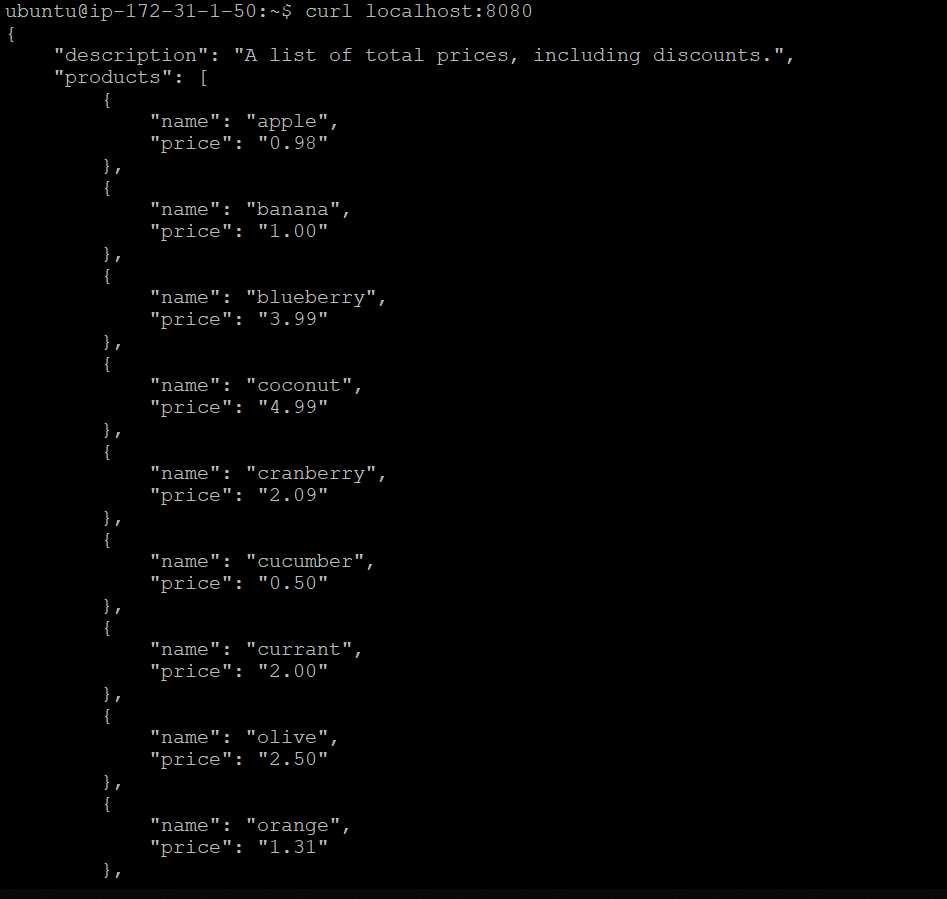 ubuntu@ip-172-31-1-50:~$ curl localhost:8080
{
    "description": "A list of total prices, including discounts.",
    "products": [
        {
            "name": "apple",
            "price": "0.98"
        },
        {
            "name": "banana",
            "price": "1.00"
        },
        {
            "name": "blueberry",
            "price": "3.99"
        },
        {
            "name": "coconut",
            "price": "4.99"
        },
        {
            "name": "cranberry",
            "price": "2.09"
        },
        {
            "name": "cucumber",
            "price": "0.50"
        },
        {
            "name": "currant",
            "price": "2.00"
        },
        {
            "name": "olive",
            "price": "2.50"
        },
        {
            "name": "orange",
            "price": "1.31"
        },